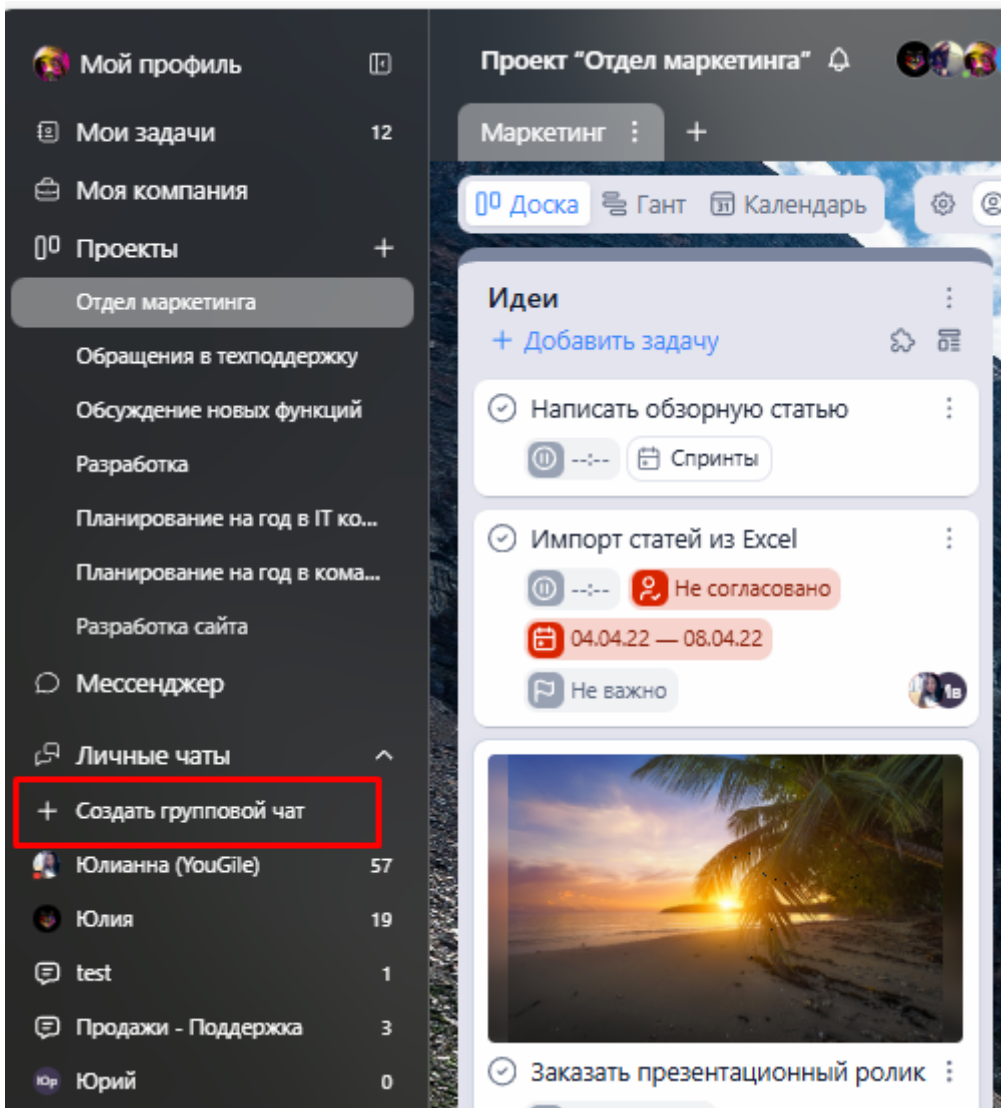 Мой профиль
Мои задачи 12
Моя компания
Проекты +
Отдел маркетинга
Обращения в техподдержку
Обсуждение новых функций
Разработка
Планирование на год в IT ко...
Планирование на год в кома...
Разработка сайта
Мессенджер
Личные чаты
+ Создать групповой чат
Юлианна (YouGile) 57
Юлия 19
test 1
Продажи - Поддержка 3
Юр Юрий 0
Проект "Отдел маркетинга"
Маркетинг +
Доска Гант 31 Календарь
Идеи
+ Добавить задачу
Написать обзорную статью
--:-- Спринты
Импорт статей из Excel
--:-- Не согласовано
04.04.22 — 08.04.22
Не важно
Заказать презентационный ролик